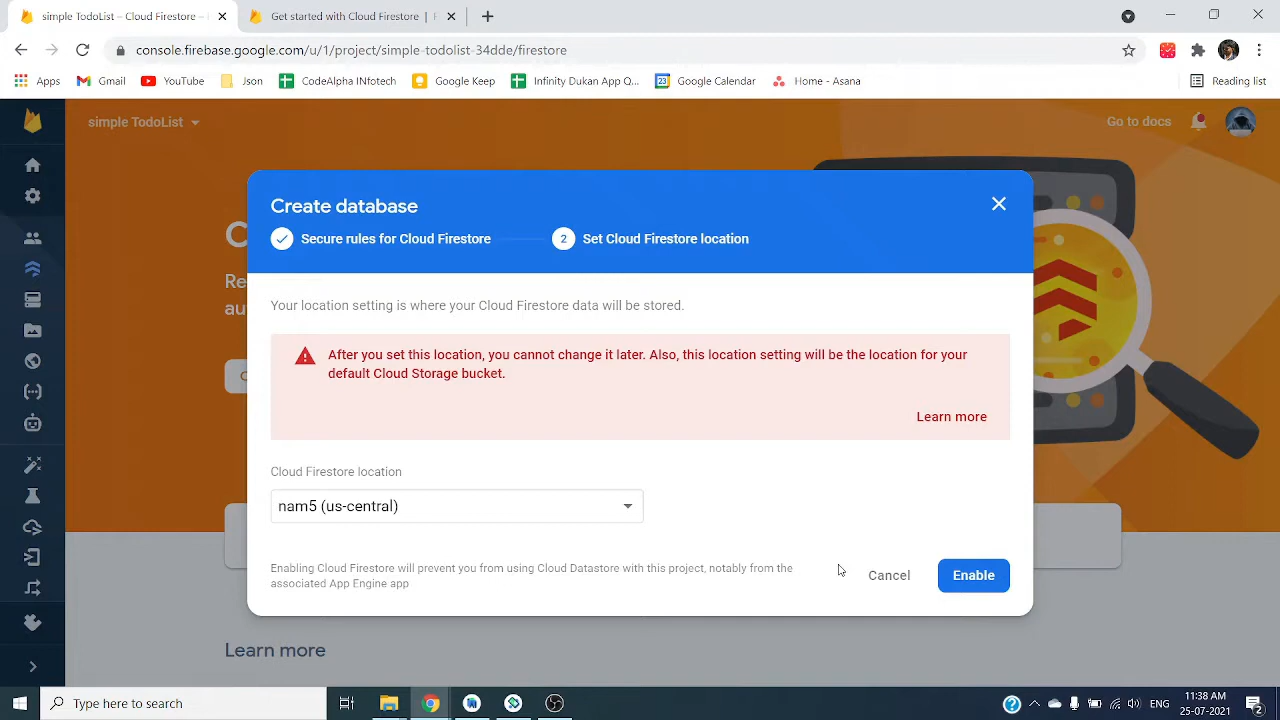 simple TodoList –
Get started with Cloud Firestore | F
console.firebase.google.com/u/1/project/simple-todolist-34dde/firestore
Apps
Gmail
YouTube
Json
CodeAlpha INfotech
Google Keep
Infinity Dukan App Q...
23
Google Calendar
Home - Asana
Reading list
simple TodoList
Go to docs
C
Re
au
C
Create database
Secure rules for Cloud Firestore
2
Set Cloud Firestore location
Your location setting is where your Cloud Firestore data will be stored.
After you set this location, you cannot change it later. Also, this location setting will be the location for your
default Cloud Storage bucket.
Learn more
Cloud Firestore location
nam5 (us-central)
Enabling Cloud Firestore will prevent you from using Cloud Datastore with this project, notably from the
associated App Engine app
Cancel
Enable
Learn more
Type here to search
ENG
11:38 AM
25-07-2021
2